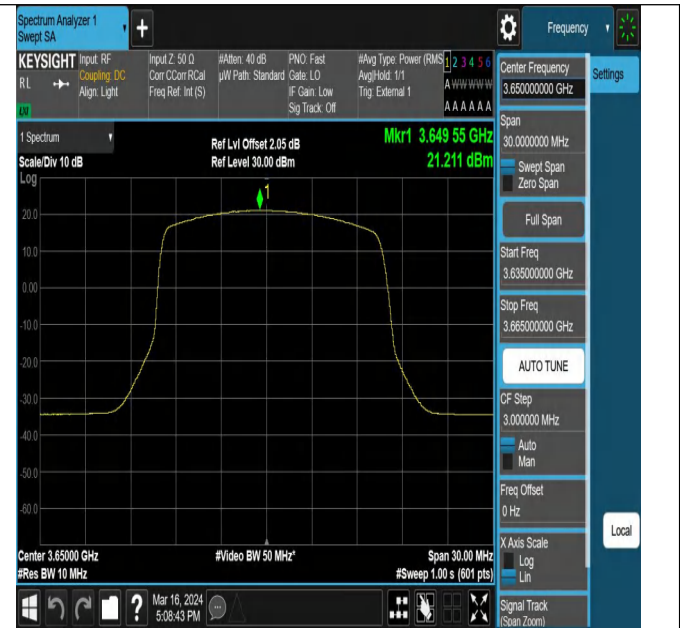 Spectrum Analyzer 1
Swept SA
+
Frequency
KEYSIGHT
RL
LXI
Input: RF
Coupling: DC
Align: Light
Input Z: 50 Ω
Corr CCorr RCal
Freq Ref: Int (S)
#Atten: 40 dB
µW Path: Standard
PNO: Fast
Gate: LO
IF Gain: Low
Sig Track: Off
#Avg Type: Power (RMS
Avg|Hold: 1/1
Trig: External 1
1 2 3 4 5 6
A W W W W W
A A A A A A
1 Spectrum
Scale/Div 10 dB
Log
Ref Lvl Offset 2.05 dB
Ref Level 30.00 dBm
Mkr1 3.649 55 GHz
21.211 dBm
1
20.0
10.0
0.00
-10.0
-20.0
-30.0
-40.0
-50.0
-60.0
Center 3.65000 GHz
#Video BW 50 MHz*
Span 30.00 MHz
#Res BW 10 MHz
#Sweep 1.00 s (601 pts)
Center Frequency
3.650000000 GHz
Settings
Span
30.0000000 MHz
Swept Span
Zero Span
Full Span
Start Freq
3.635000000 GHz
Stop Freq
3.665000000 GHz
AUTO TUNE
CF Step
3.000000 MHz
Auto
Man
Freq Offset
0 Hz
X Axis Scale
Log
Lin
Local
Signal Track
(Span Zoom)
?
Mar 16, 2024
5:08:43 PM